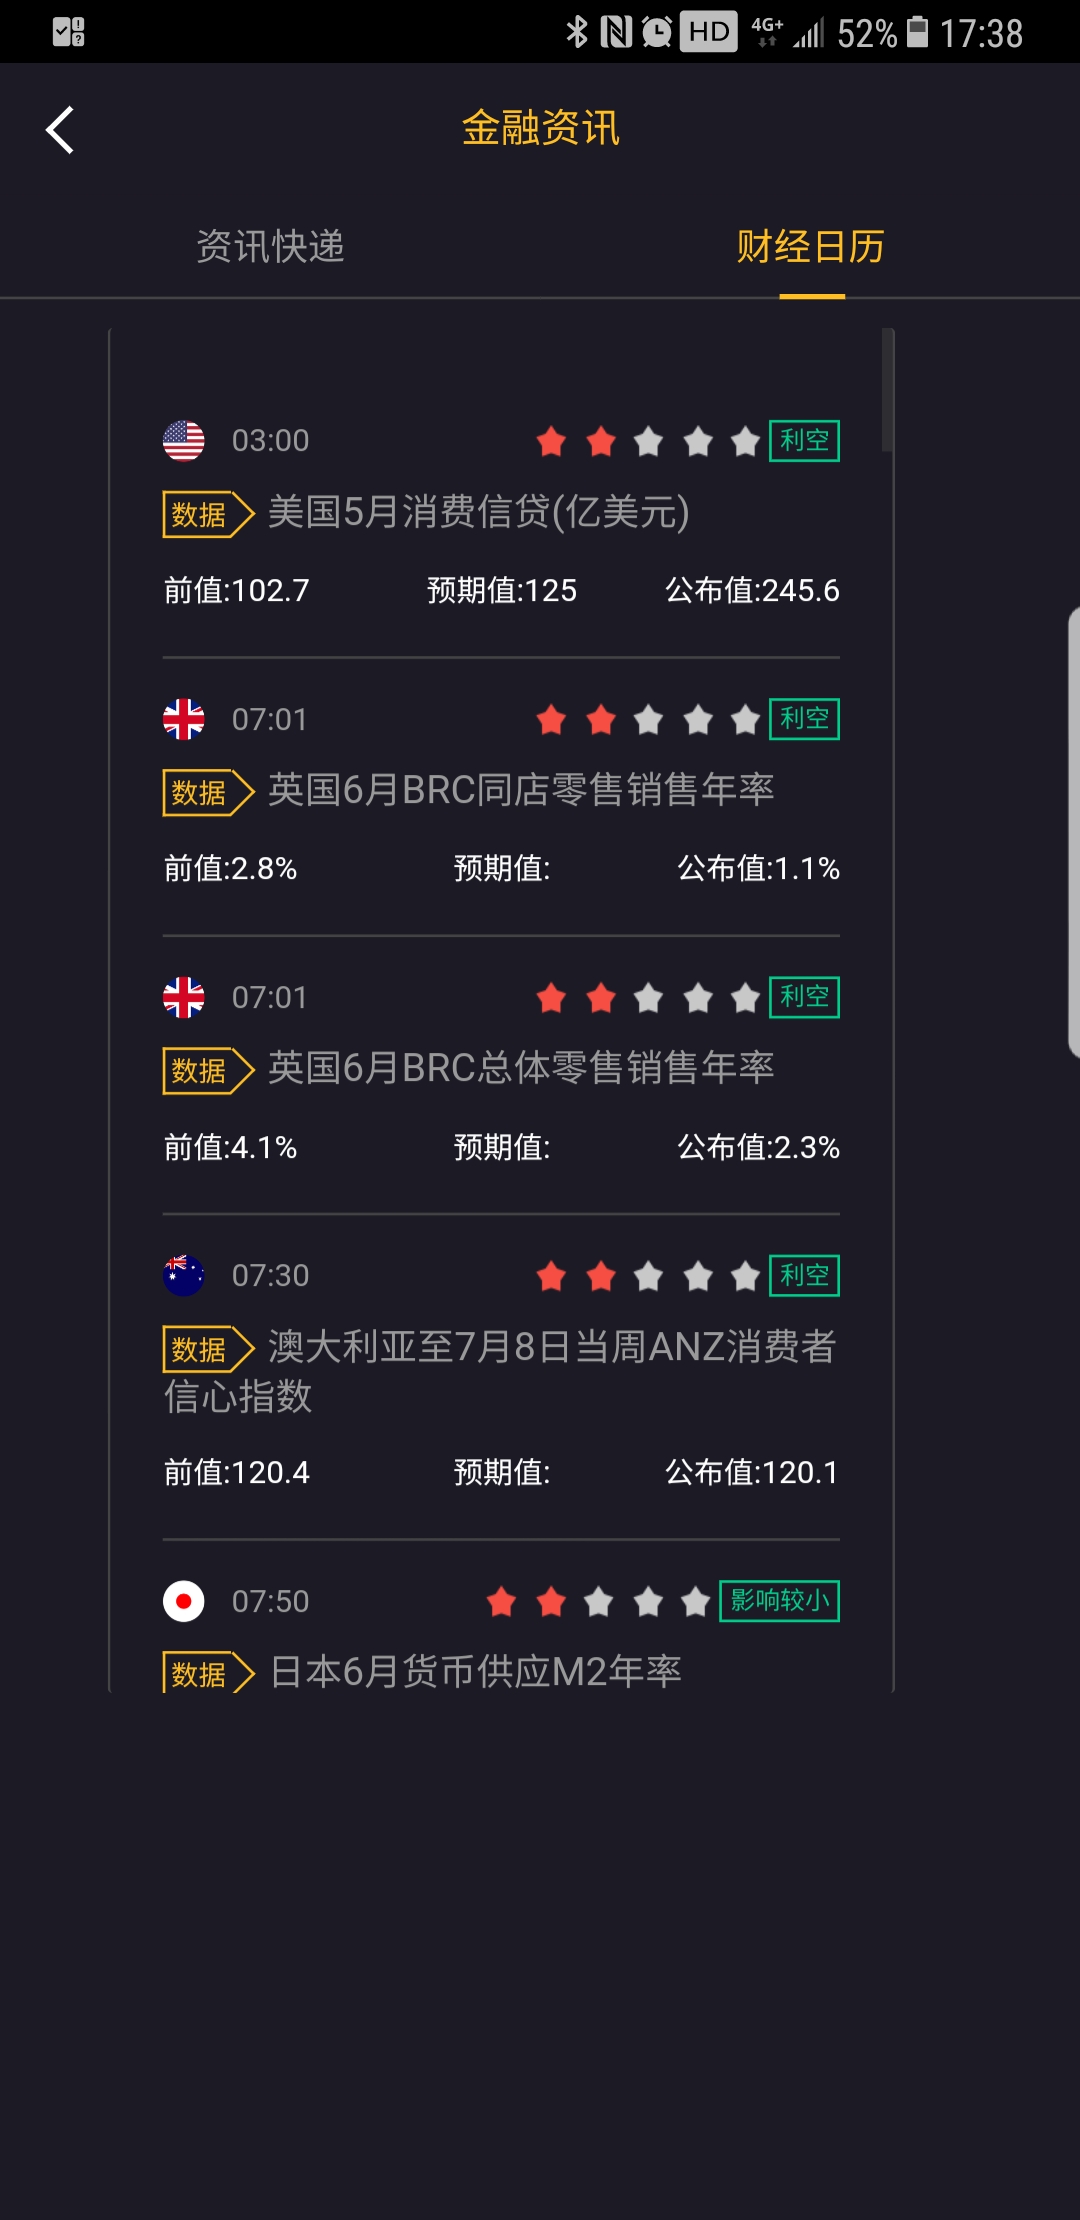 HD 4G+ 52% 17:38
金融资讯
资讯快递 财经日历
03:00 利空
数据 美国5月消费信贷(亿美元)
前值:102.7 预期值:125 公布值:245.6
07:01 利空
数据 英国6月BRC同店零售销售年率
前值:2.8% 预期值: 公布值:1.1%
07:01 利空
数据 英国6月BRC总体零售销售年率
前值:4.1% 预期值: 公布值:2.3%
07:30 利空
数据 澳大利亚至7月8日当周ANZ消费者
信心指数
前值:120.4 预期值: 公布值:120.1
07:50 影响较小
数据 日本6月货币供应M2年率